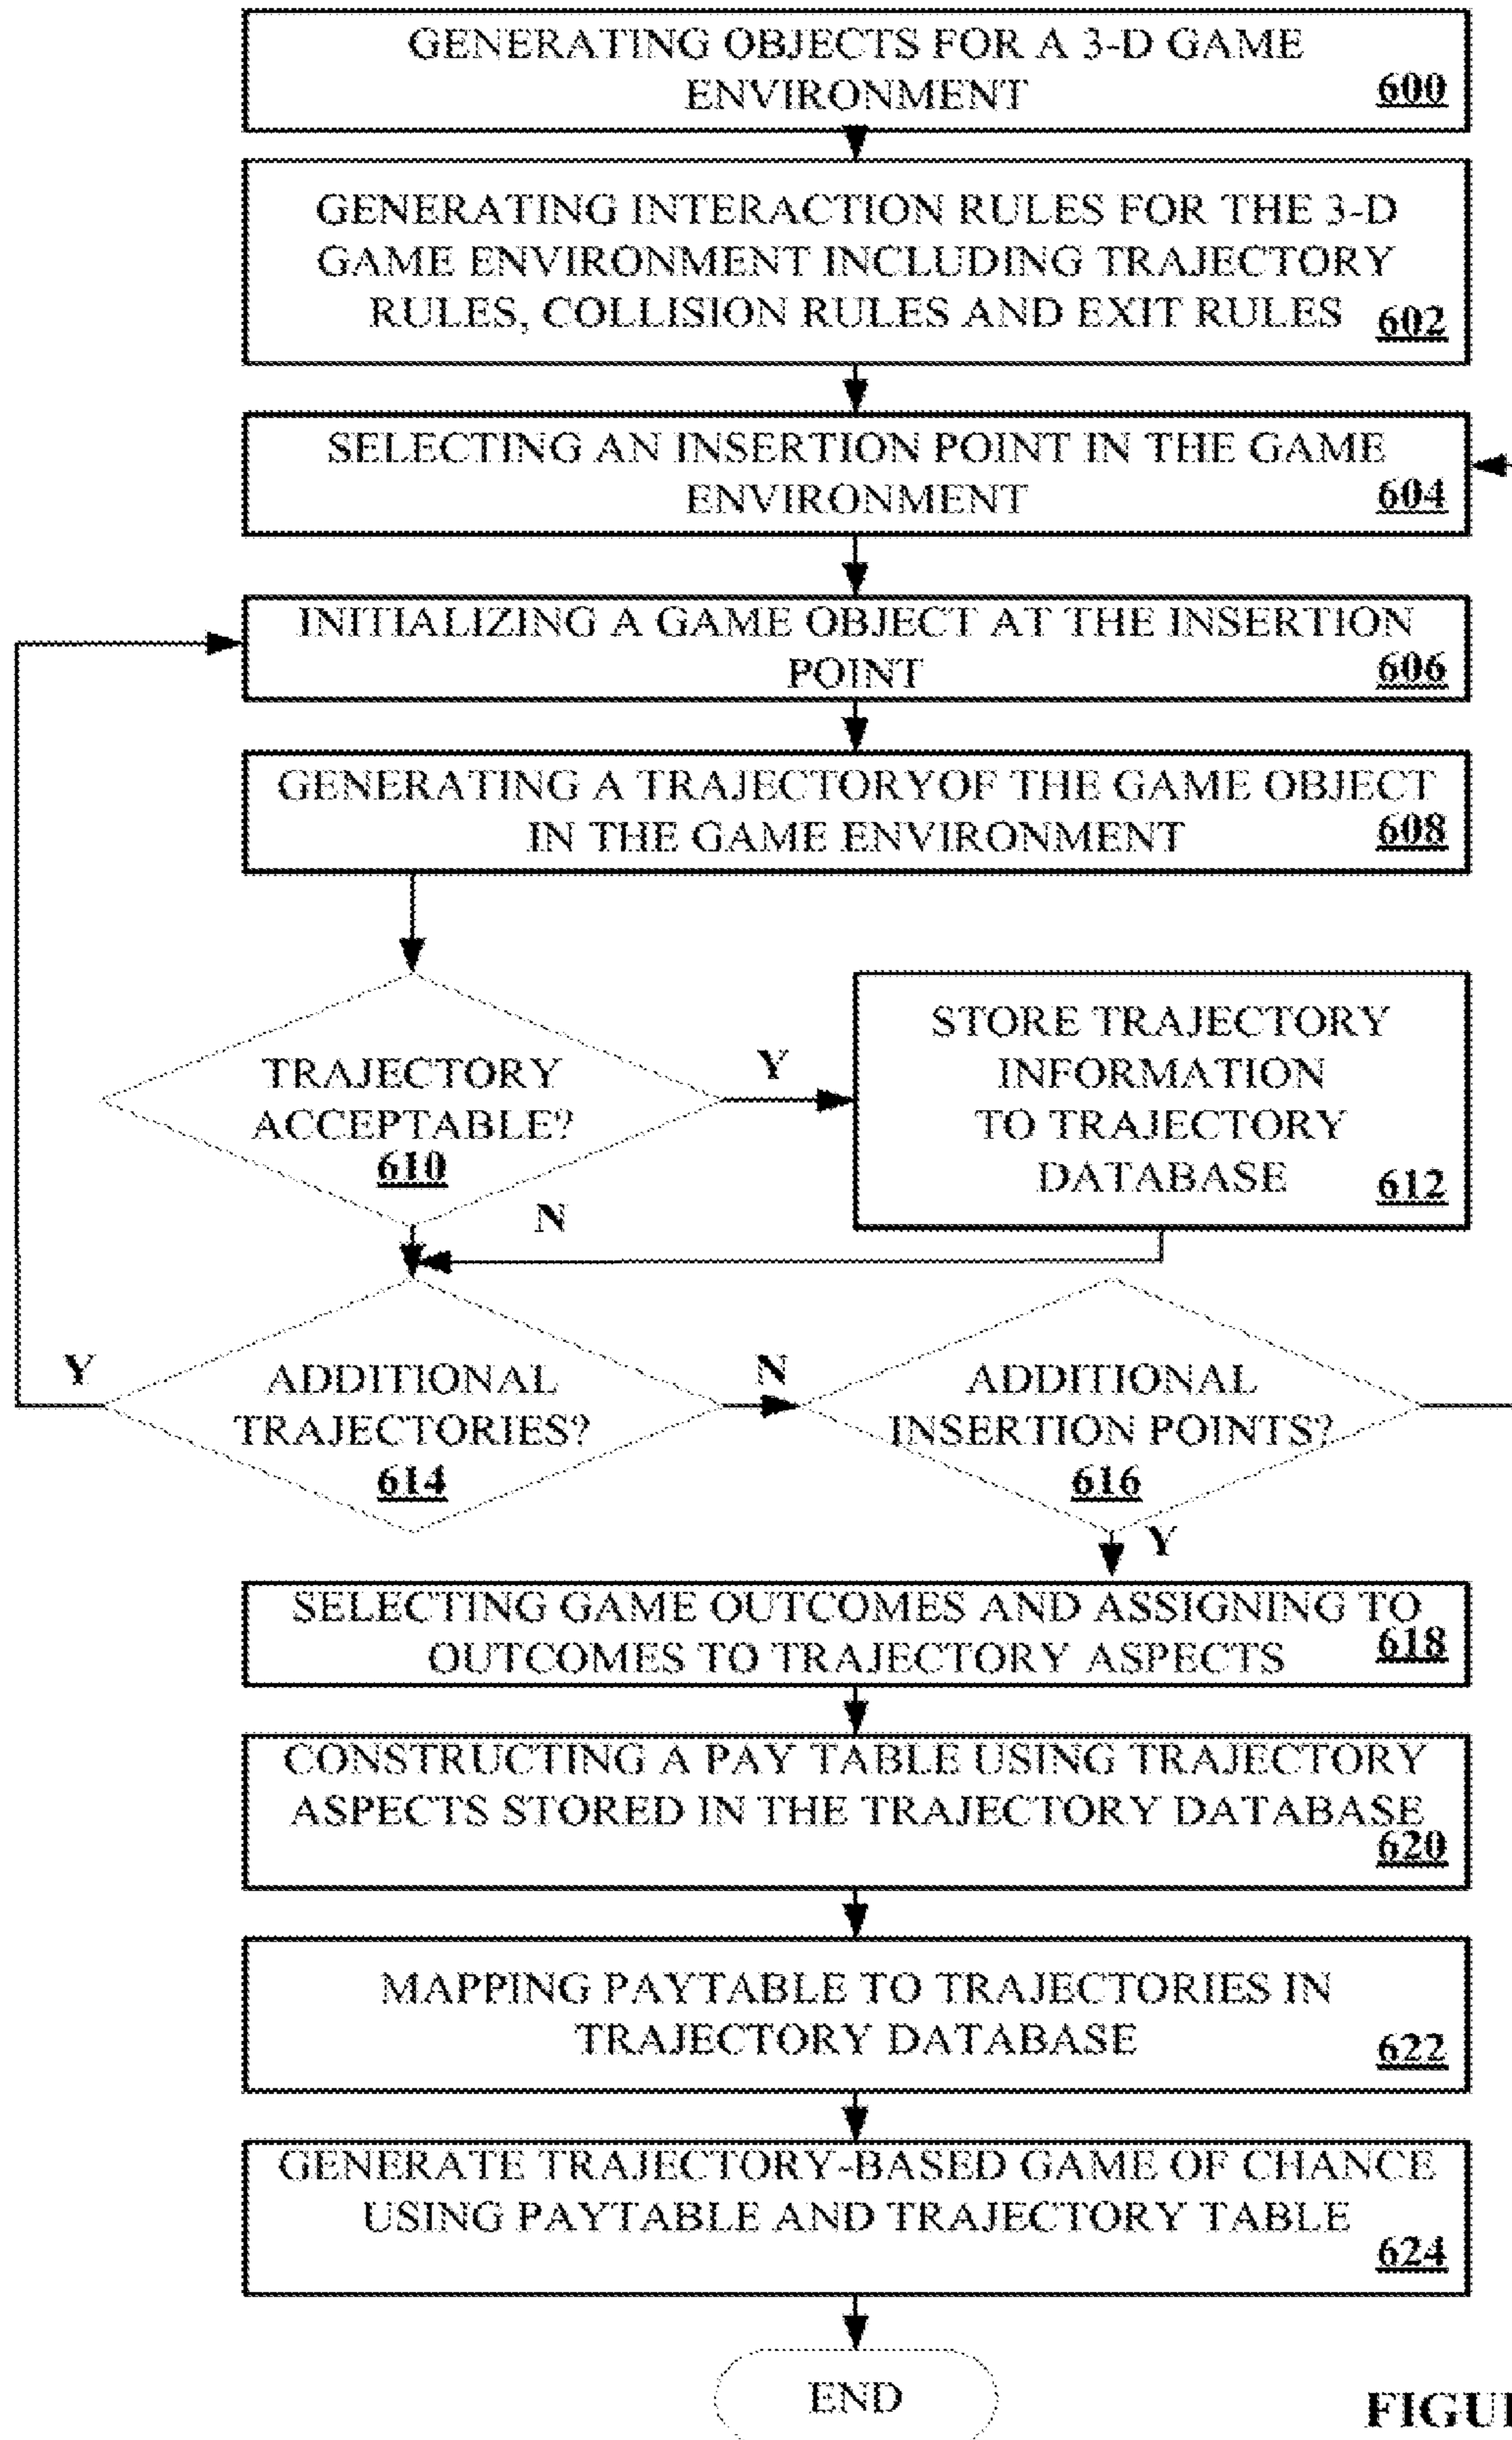 GENERATING OBJECTS FOR A 3-D GAME
ENVIRONMENT
600
GENERATING INTERACTION RULES FOR THE 3-D
GAME ENVIRONMENT INCLUDING TRAJECTORY
RULES, COLLISION RULES AND EXIT RULES
602
SELECTING AN INSERTION POINT IN THE GAME
ENVIRONMENT
604
INITIALIZING A GAME OBJECT AT THE INSERTION
POINT
606
GENERATING A TRAJECTORYOF THE GAME OBJECT
IN THE GAME ENVIRONMENT
608
TRAJECTORY
ACCEPTABLE?
610
Y
STORE TRAJECTORY
INFORMATION
TO TRAJECTORY
DATABASE
612
N
Y
ADDITIONAL
TRAJECTORIES?
614
N
ADDITIONAL
INSERTION POINTS?
616
Y
SELECTING GAME OUTCOMES AND ASSIGNING TO
OUTCOMES TO TRAJECTORY ASPECTS
618
CONSTRUCTING A PAY TABLE USING TRAJECTORY
ASPECTS STORED IN THE TRAJECTORY DATABASE
620
MAPPING PAYTABLE TO TRAJECTORIES IN
TRAJECTORY DATABASE
622
GENERATE TRAJECTORY-BASED GAME OF CHANCE
USING PAYTABLE AND TRAJECTORY TABLE
624
END